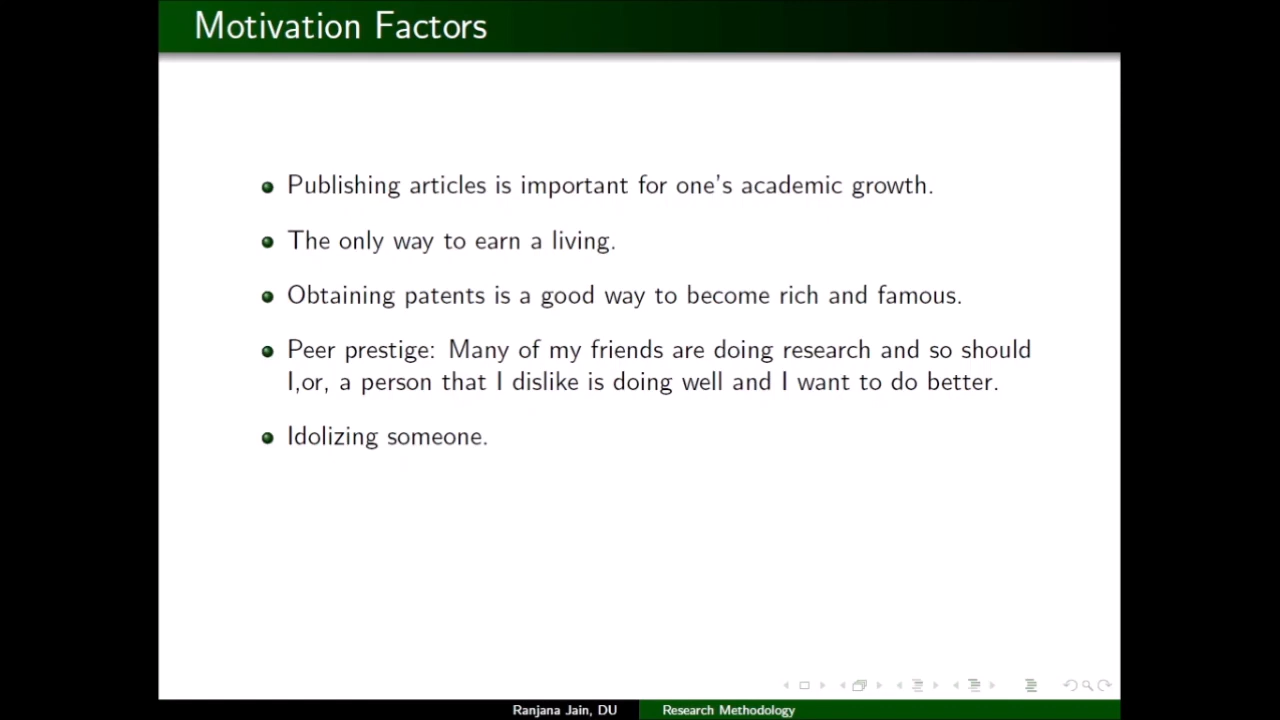 Motivation Factors
Publishing articles is important for one's academic growth.
The only way to earn a living.
Obtaining patents is a good way to become rich and famous.
Peer prestige: Many of my friends are doing research and so should
I,or, a person that I dislike is doing well and I want to do better.
Idolizing someone.
Ranjana Jain, DU
Research Methodology